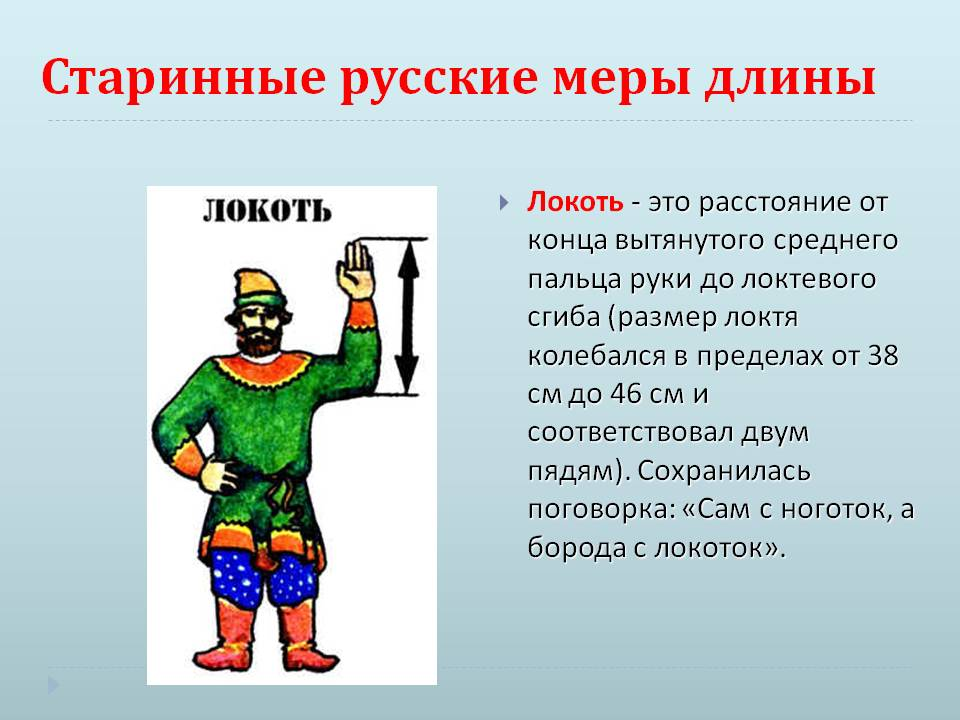 Старинные русские меры длины
ЛОКОТЬ
Локоть - это расстояние от
конца вытянутого среднего
пальца руки до локтевого
сгиба (размер локтя
колебался в пределах от 38
см до 46 см и
соответствовал двум
пядям). Сохранилась
поговорка: «Сам с ноготок, а
борода с локоток».